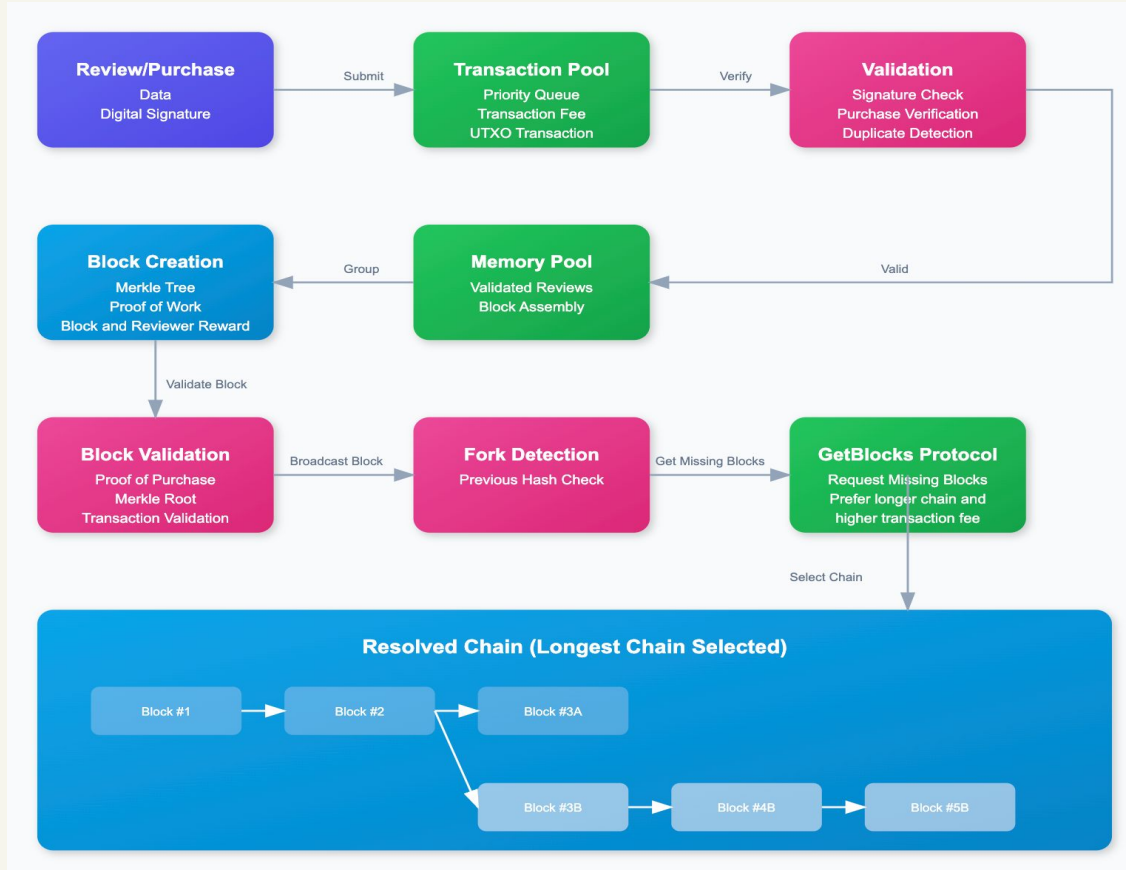 Review/Purchase
Data
Digital Signature
Submit
Transaction Pool
Priority Queue
Transaction Fee
UTXO Transaction
Verify
Validation
Signature Check
Purchase Verification
Duplicate Detection
Block Creation
Merkle Tree
Proof of Work
Block and Reviewer Reward
Group
Memory Pool
Validated Reviews
Block Assembly
Valid
Validate Block
Block Validation
Proof of Purchase
Merkle Root
Transaction Validation
Broadcast Block
Fork Detection
Previous Hash Check
Get Missing Blocks
GetBlocks Protocol
Request Missing Blocks
Prefer longer chain and
higher transaction fee
Select Chain
Resolved Chain (Longest Chain Selected)
Block #1
Block #2
Block #3A
Block #3B
Block #4B
Block #5B